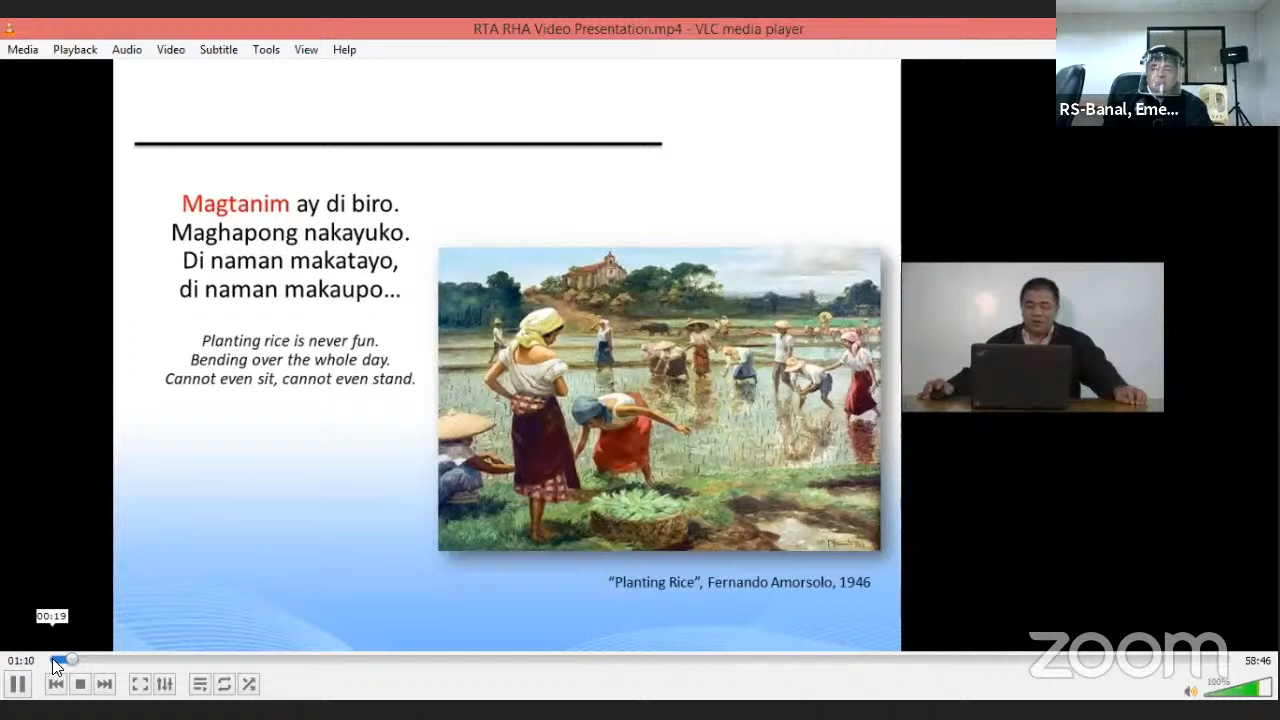 RTA RHA Video Presentation.mp4 - VLC media player
Media Playback Audio Video Subtitle Tools View Help
RS-Banal, Eme...
Magtanim ay di biro.
Maghapong nakayuko.
Di naman makatayo,
di naman makaupo...
Planting rice is never fun.
Bending over the whole day.
Cannot even sit, cannot even stand.
“Planting Rice”, Fernando Amorsolo, 1946
00:19
zoom
01:10
58:46
100%